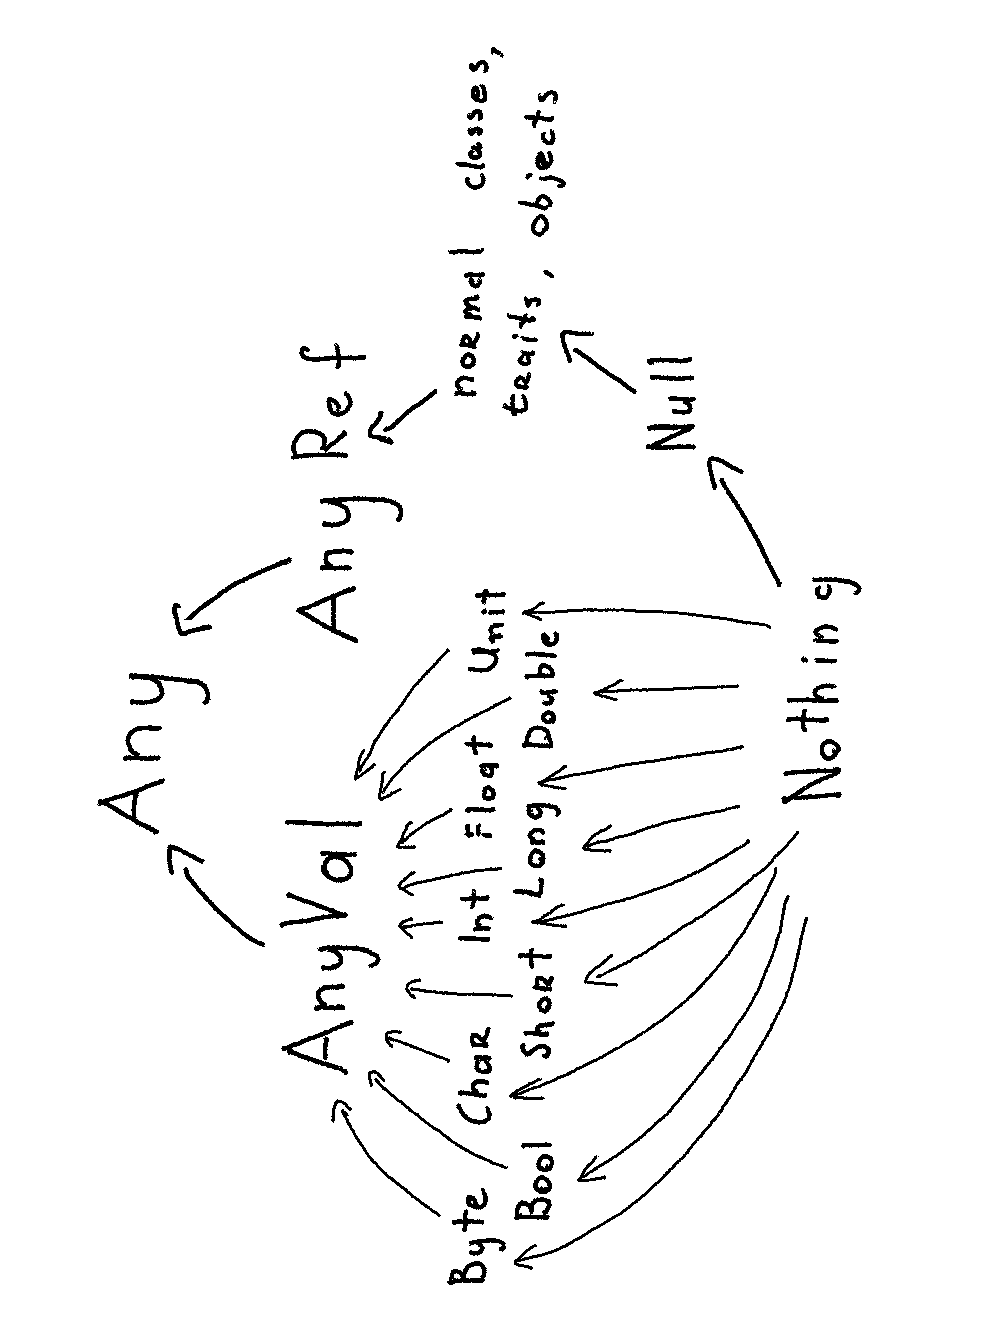 Any
AnyVal AnyRef
Byte Char Int Float Unit normal classes,
Bool Short Long Double traits, objects
Null
Nothing